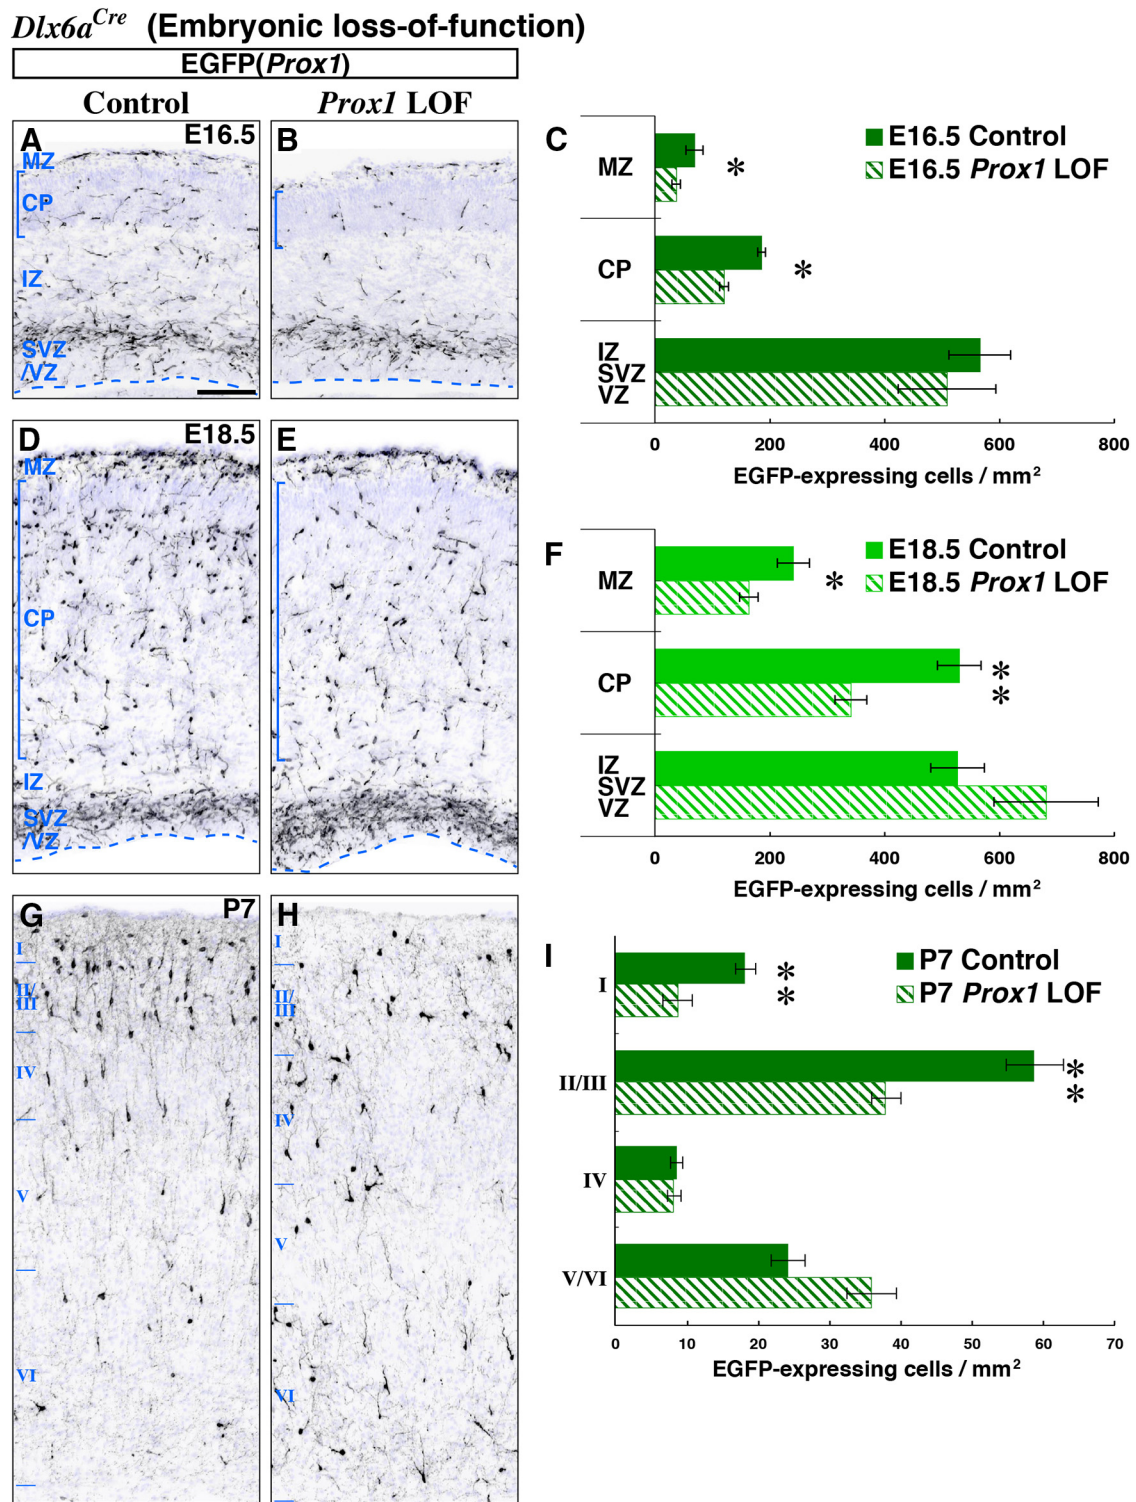 Dlx6aCre (Embryonic loss-of-function)
EGFP(Prox1)
Control
Prox1 LOF
A
E16.5
MZ
CP
IZ
SVZ
/VZ
B
C
E16.5 Control
E16.5 Prox1 LOF
MZ
*
CP
*
IZ
SVZ
VZ
0 200 400 600 800
EGFP-expressing cells / mm2
D
E18.5
MZ
CP
IZ
SVZ
/VZ
E
F
E18.5 Control
E18.5 Prox1 LOF
MZ
*
CP
*
*
IZ
SVZ
VZ
0 200 400 600 800
EGFP-expressing cells / mm2
G
P7
I
II/
III
IV
V
VI
H
I
II/
III
IV
V
VI
I
P7 Control
P7 Prox1 LOF
I
*
*
II/III
*
*
IV
V/VI
0 10 20 30 40 50 60 70
EGFP-expressing cells / mm2